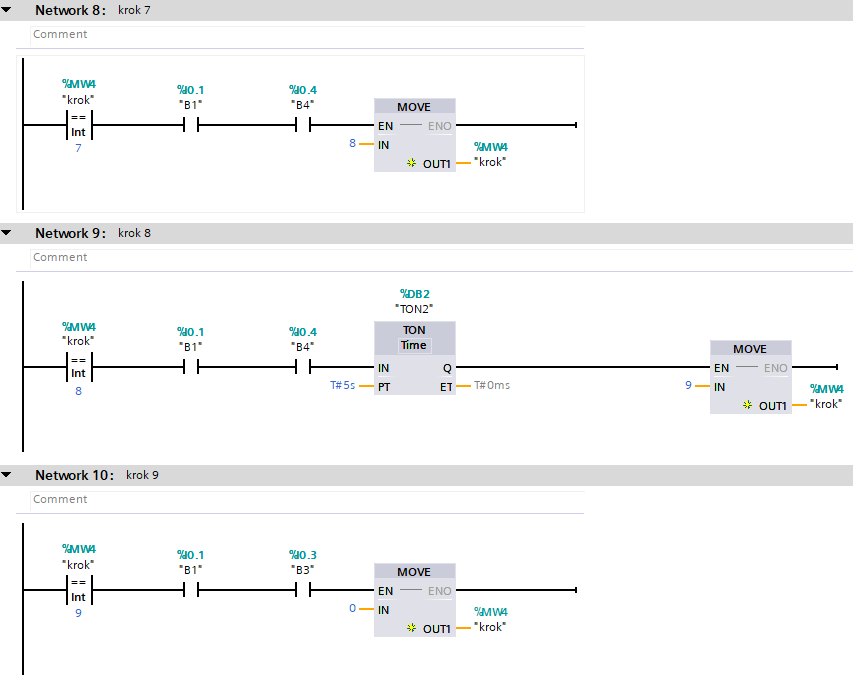 Network 8: krok 7
Comment
%MW4
"krok"
==
Int
7
%I0.1
"B1"
%I0.4
"B4"
MOVE
EN ENO
8 IN
OUT1
%MW4
"krok"
Network 9: krok 8
Comment
%MW4
"krok"
==
Int
8
%I0.1
"B1"
%I0.4
"B4"
%DB2
"TON2"
TON
Time
IN Q
T#5s PT ET T#0ms
MOVE
EN ENO
9 IN
OUT1
%MW4
"krok"
Network 10: krok 9
Comment
%MW4
"krok"
==
Int
9
%I0.1
"B1"
%I0.3
"B3"
MOVE
EN ENO
0 IN
OUT1
%MW4
"krok"